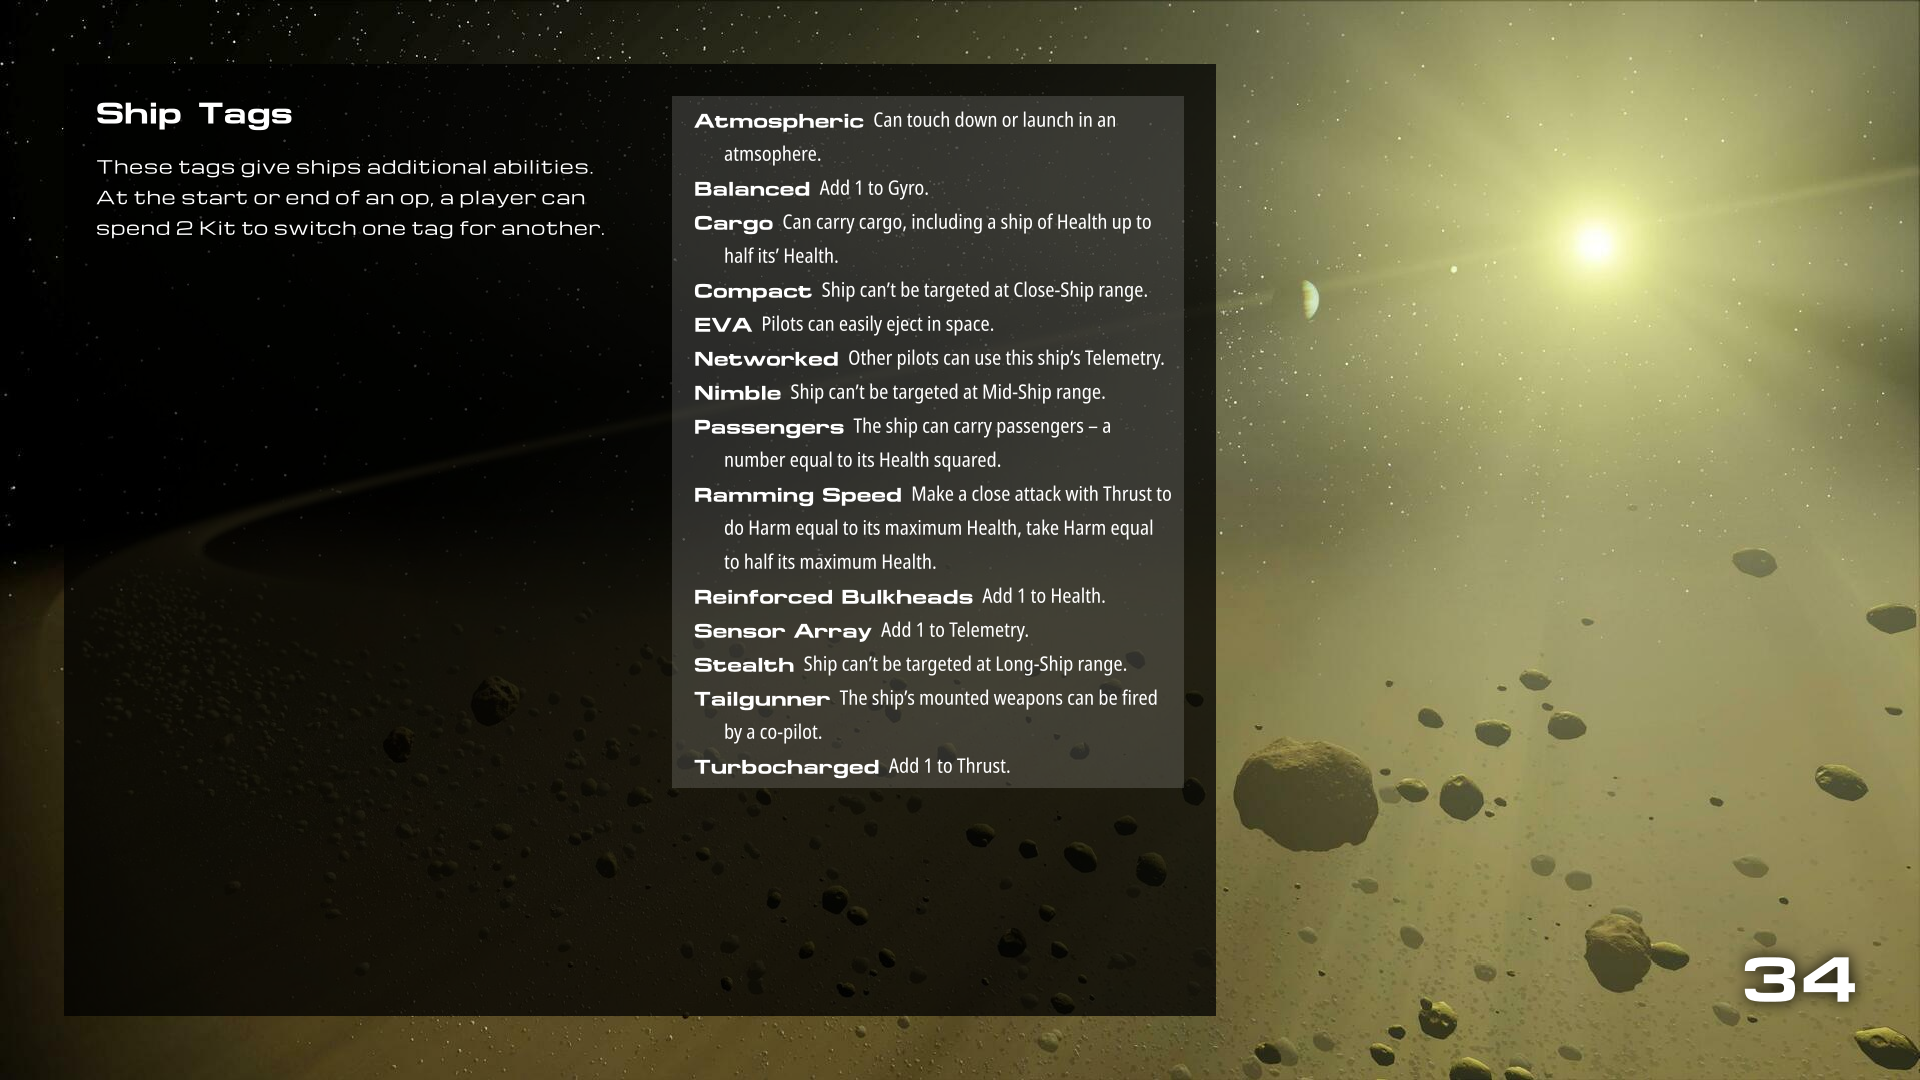 Ship Tags
These tags give ships additional abilities.
At the start or end of an op, a player can
spend 2 Kit to switch one tag for another.
Atmospheric Can touch down or launch in an
atmsophere.
Balanced Add 1 to Gyro.
Cargo Can carry cargo, including a ship of Health up to
half its’ Health.
Compact Ship can’t be targeted at Close-Ship range.
EVA Pilots can easily eject in space.
Networked Other pilots can use this ship’s Telemetry.
Nimble Ship can’t be targeted at Mid-Ship range.
Passengers The ship can carry passengers – a
number equal to its Health squared.
Ramming Speed Make a close attack with Thrust to
do Harm equal to its maximum Health, take Harm equal
to half its maximum Health.
Reinforced Bulkheads Add 1 to Health.
Sensor Array Add 1 to Telemetry.
Stealth Ship can’t be targeted at Long-Ship range.
Tailgunner The ship’s mounted weapons can be fired
by a co-pilot.
Turbocharged Add 1 to Thrust.
34